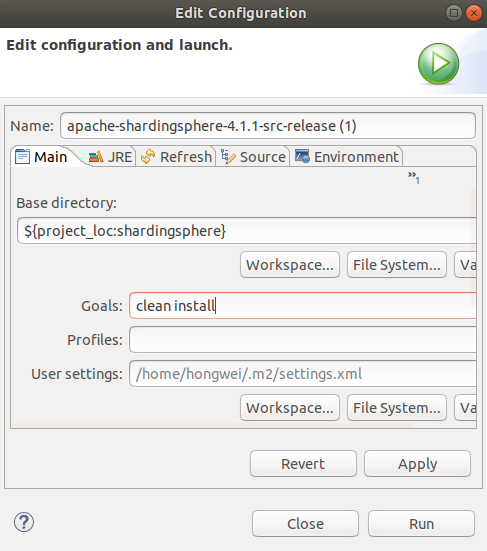 Edit Configuration
Edit configuration and launch.
Name: apache-shardingsphere-4.1.1-src-release (1)
Main JRE Refresh Source Environment
»1
Base directory:
${project_loc:shardingsphere}
Workspace... File System... Va
Goals: clean install
Profiles:
User settings: /home/hongwei/.m2/settings.xml
Workspace... File System... Va
Revert Apply
? Close Run